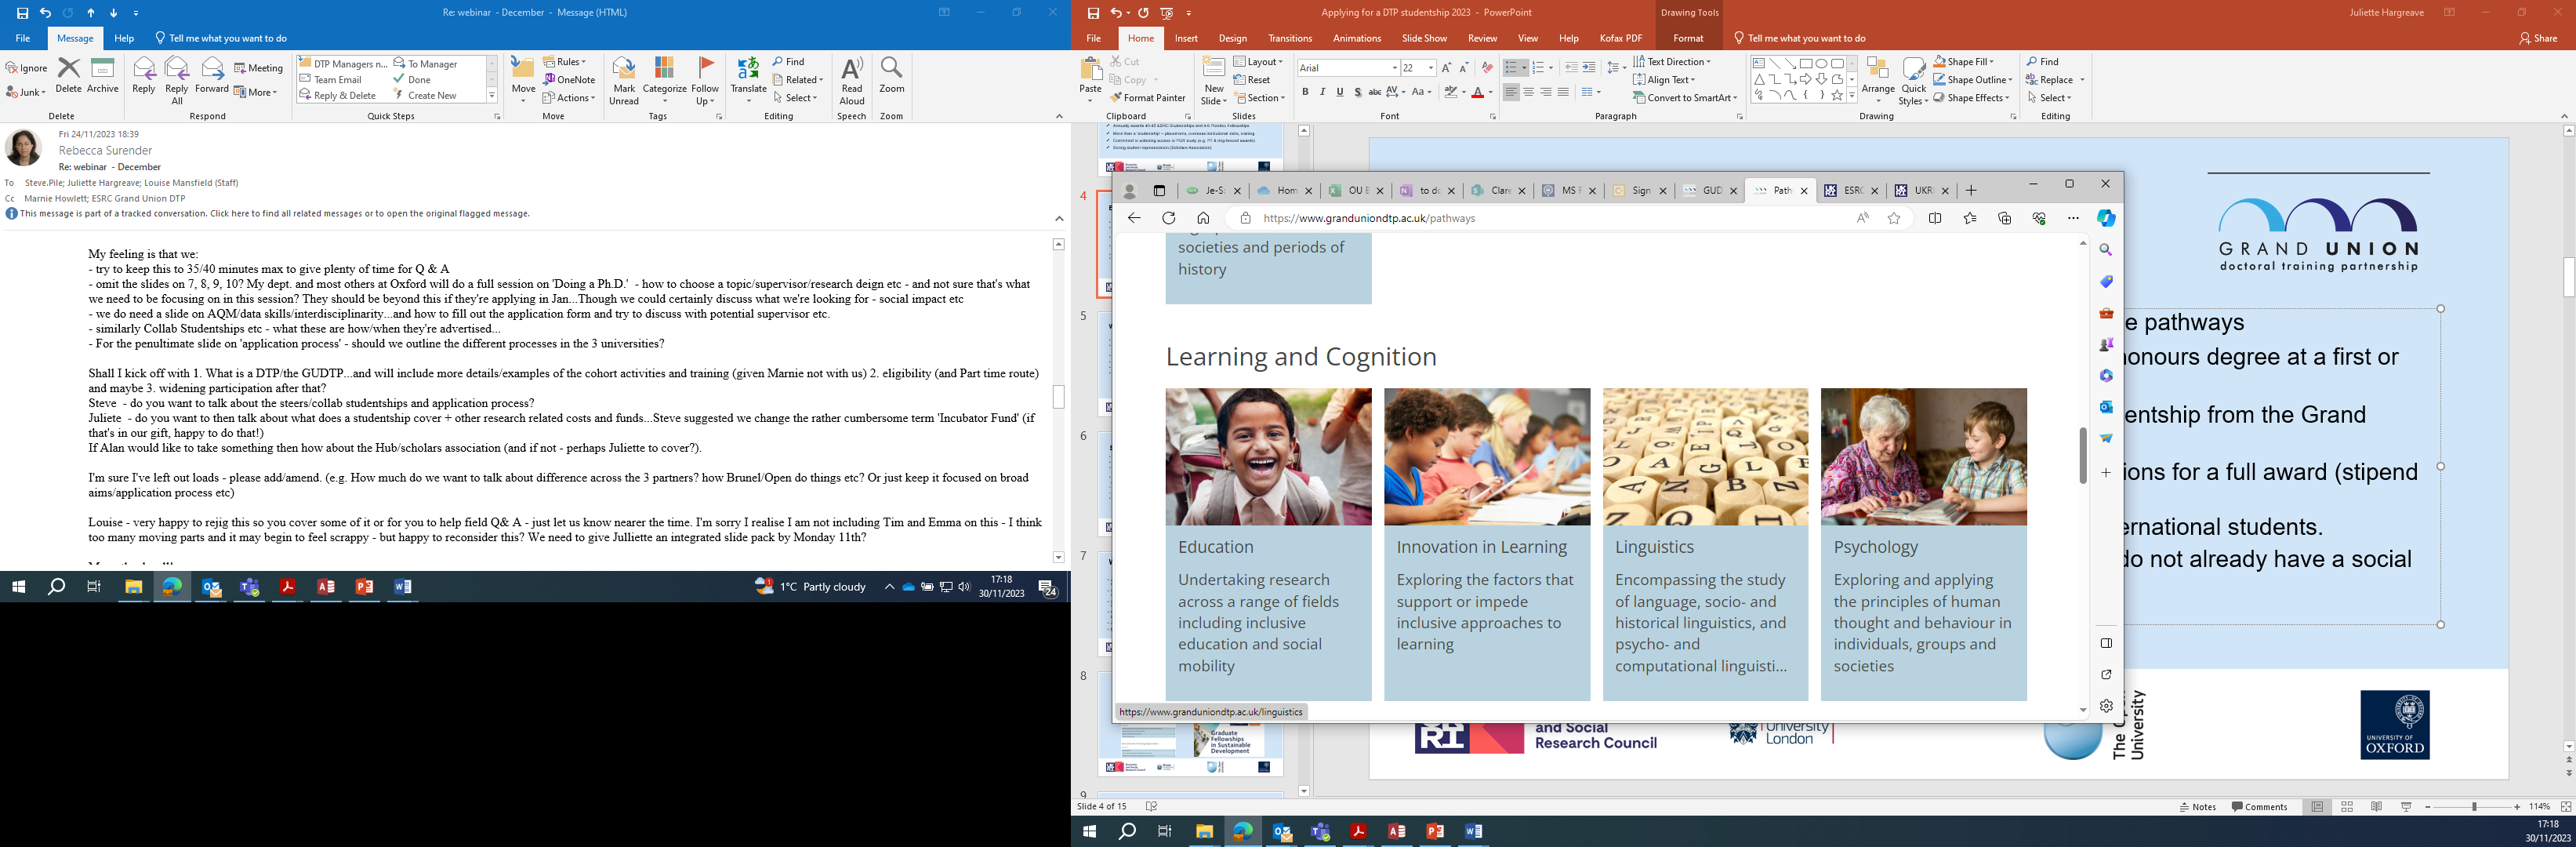 Re: webinar - December - Message (HTML)
File Message Help Tell me what you want to do
Ignore
Junk
Delete
Archive
Reply
Reply All
Forward
Meeting
More
DTP Managers n...
To Manager
Team Email
Done
Reply & Delete
Create New
Move
Rules
OneNote
Actions
Mark Unread
Categorize
Follow Up
Translate
Find
Related
Select
Read Aloud
Zoom
Delete Respond Quick Steps Move Tags Editing Speech Zoom
Fri 24/11/2023 18:39
Rebecca Surender
Re: webinar - December
To Steve.Pile; Juliette Hargreave; Louise Mansfield (Staff)
Cc Marnie Howlett; ESRC Grand Union DTP
This message is part of a tracked conversation. Click here to find all related messages or to open the original flagged message.
My feeling is that we:
- try to keep this to 35/40 minutes max to give plenty of time for Q & A
- omit the slides on 7, 8, 9, 10? My dept. and most others at Oxford will do a full session on 'Doing a Ph.D.' - how to choose a topic/supervisor/research deign etc - and not sure that's what
we need to be focusing on in this session? They should be beyond this if they're applying in Jan...Though we could certainly discuss what we're looking for - social impact etc
- we do need a slide on AQM/data skills/interdisciplinarity...and how to fill out the application form and try to discuss with potential supervisor etc.
- similarly Collab Studentships etc - what these are how/when they're advertised...
- For the penultimate slide on 'application process' - should we outline the different processes in the 3 universities?
Shall I kick off with 1. What is a DTP/the GUDTP...and will include more details/examples of the cohort activities and training (given Marnie not with us) 2. eligibility (and Part time route)
and maybe 3. widening participation after that?
Steve - do you want to talk about the steers/collab studentships and application process?
Juliete - do you want to then talk about what does a studentship cover + other research related costs and funds...Steve suggested we change the rather cumbersome term 'Incubator Fund' (if
that's in our gift, happy to do that!)
If Alan would like to take something then how about the Hub/scholars association (and if not - perhaps Juliette to cover?).
I'm sure I've left out loads - please add/amend. (e.g. How much do we want to talk about difference across the 3 partners? how Brunel/Open do things etc? Or just keep it focused on broad
aims/application process etc)
Louise - very happy to rejig this so you cover some of it or for you to help field Q& A - just let us know nearer the time. I'm sorry I realise I am not including Tim and Emma on this - I think
too many moving parts and it may begin to feel scrappy - but happy to reconsider this? We need to give Julliette an integrated slide pack by Monday 11th?
1°C Partly cloudy
17:18
30/11/2023
24
Applying for a DTP studentship 2023 - PowerPoint
Drawing Tools
Juliette Hargreave
File Home Insert Design Transitions Animations Slide Show Review View Help Kofax PDF Format Tell me what you want to do Share
Paste
Cut
Copy
Format Painter
New Slide
Layout
Reset
Section
Arial 22
B I U S abc AV Aa
Text Direction
Align Text
Convert to SmartArt
Arrange
Quick Styles
Shape Fill
Shape Outline
Shape Effects
Find
Replace
Select
Clipboard Slides Font Paragraph Drawing Editing
4
5
6
7
8
9
Graduate Fellowships in Sustainable Development
Je-S
Hom
OU E
to do
Clare
MS F
Sign
GUD
Path
ESRC
UKRI
https://www.granduniondtp.ac.uk/pathways
societies and periods of
history
Learning and Cognition
Education
Undertaking research
across a range of fields
including inclusive
education and social
mobility
Innovation in Learning
Exploring the factors that
support or impede
inclusive approaches to
learning
Linguistics
Encompassing the study
of language, socio- and
historical linguistics, and
psycho- and
computational linguisti...
Psychology
Exploring and applying
the principles of human
thought and behaviour in
individuals, groups and
societies
https://www.granduniondtp.ac.uk/linguistics
GRAND UNION
doctoral training partnership
e pathways
honours degree at a first or
entship from the Grand
ions for a full award (stipend
ernational students.
do not already have a social
and Social
Research Council
University
London
The
University
UNIVERSITY OF
OXFORD
Slide 4 of 15
Notes
Comments
114%
17:18
30/11/2023